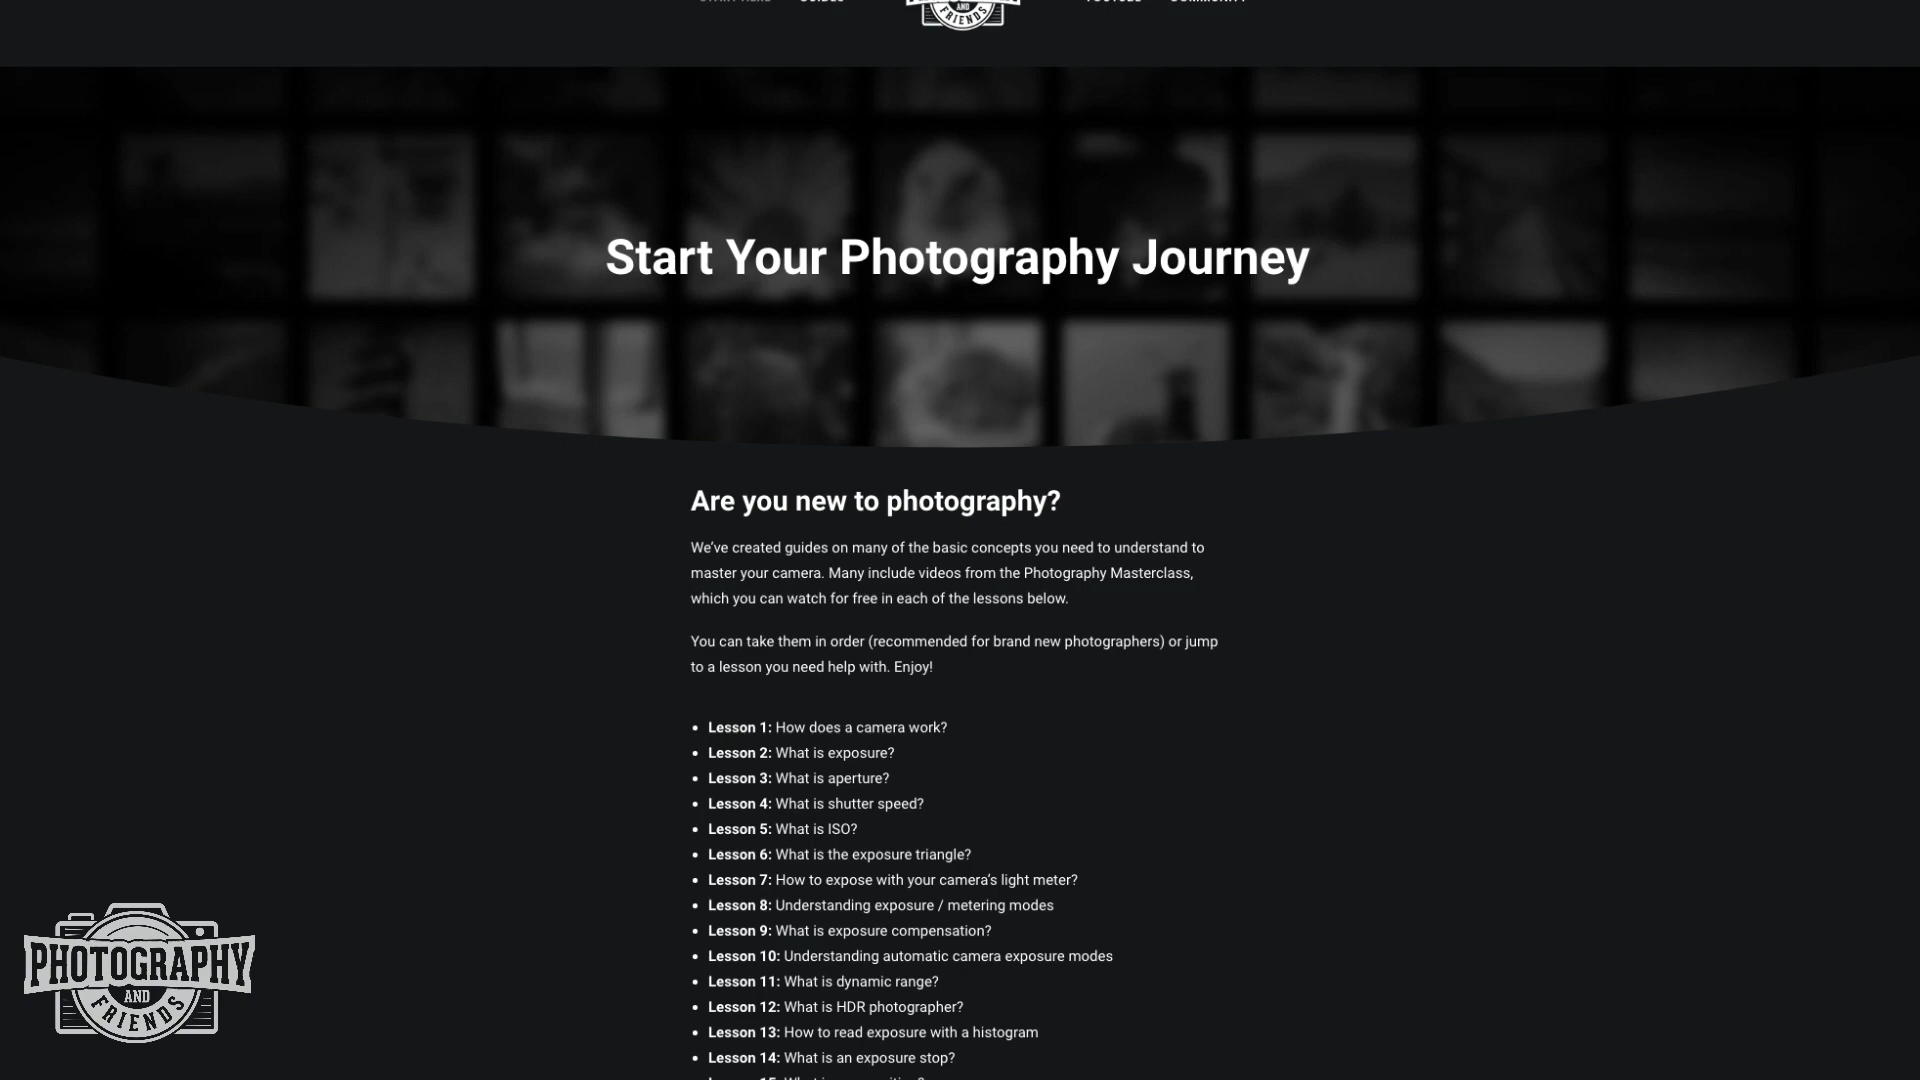 START HERE
GUIDES
AND
FRIENDS
YOUTUBE
COMMUNITY
Start Your Photography Journey
Are you new to photography?
We've created guides on many of the basic concepts you need to understand to
master your camera. Many include videos from the Photography Masterclass,
which you can watch for free in each of the lessons below.
You can take them in order (recommended for brand new photographers) or jump
to a lesson you need help with. Enjoy!
• Lesson 1: How does a camera work?
• Lesson 2: What is exposure?
• Lesson 3: What is aperture?
• Lesson 4: What is shutter speed?
• Lesson 5: What is ISO?
• Lesson 6: What is the exposure triangle?
• Lesson 7: How to expose with your camera's light meter?
• Lesson 8: Understanding exposure / metering modes
• Lesson 9: What is exposure compensation?
• Lesson 10: Understanding automatic camera exposure modes
• Lesson 11: What is dynamic range?
• Lesson 12: What is HDR photographer?
• Lesson 13: How to read exposure with a histogram
• Lesson 14: What is an exposure stop?
PHOTOGRAPHY
AND
FRIENDS